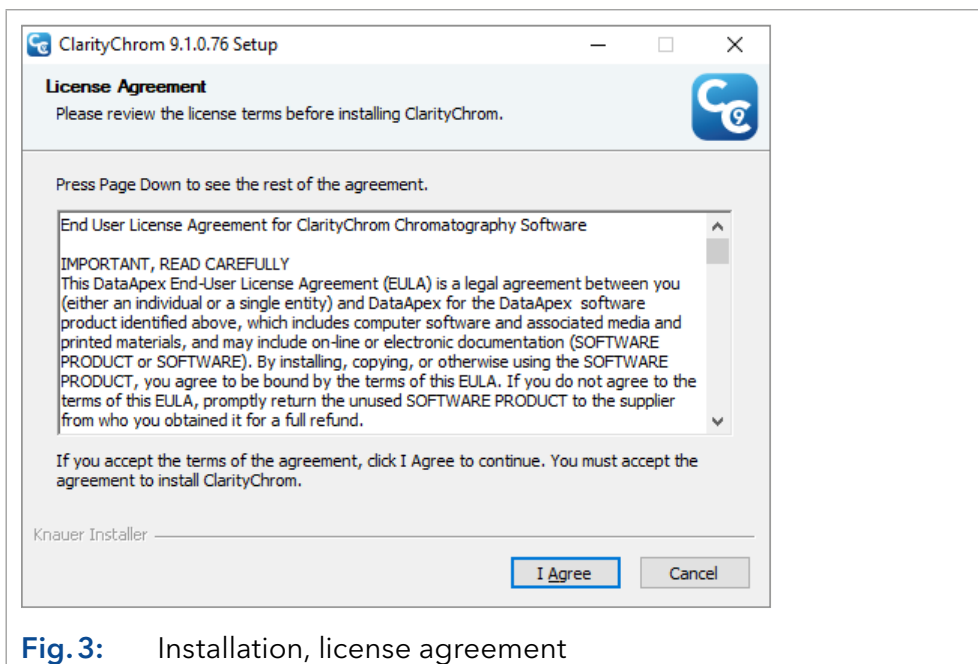 ClarityChrom 9.1.0.76 Setup
License Agreement
Please review the license terms before installing ClarityChrom.
CC9
Press Page Down to see the rest of the agreement.
End User License Agreement for ClarityChrom Chromatography Software
IMPORTANT, READ CAREFULLY
This DataApex End-User License Agreement (EULA) is a legal agreement between you
(either an individual or a single entity) and DataApex for the DataApex  software
product identified above, which includes computer software and associated media and
printed materials, and may include on-line or electronic documentation (SOFTWARE
PRODUCT or SOFTWARE). By installing, copying, or otherwise using the SOFTWARE
PRODUCT, you agree to be bound by the terms of this EULA. If you do not agree to the
terms of this EULA, promptly return the unused SOFTWARE PRODUCT to the supplier
from who you obtained it for a full refund.
If you accept the terms of the agreement, click I Agree to continue. You must accept the
agreement to install ClarityChrom.
Knauer Installer
I Agree Cancel
Fig. 3: Installation, license agreement